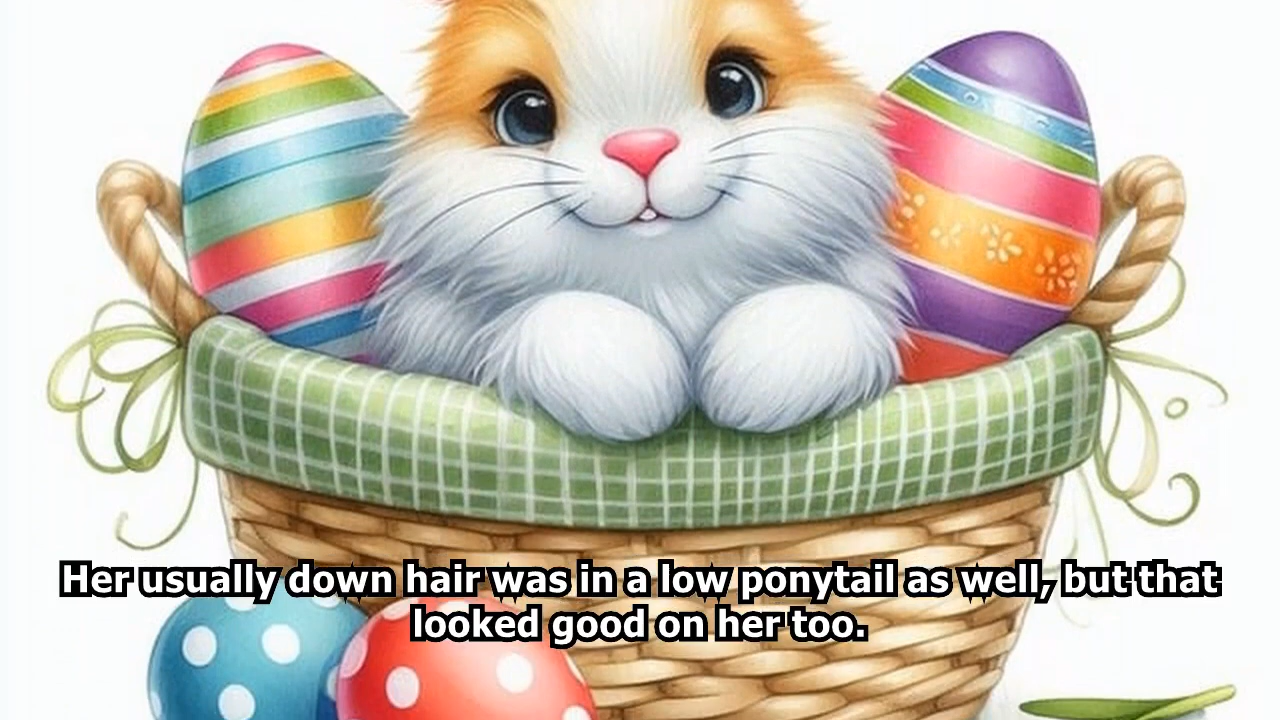 Her usually down hair was in a low ponytail as well, but that
looked good on her too.